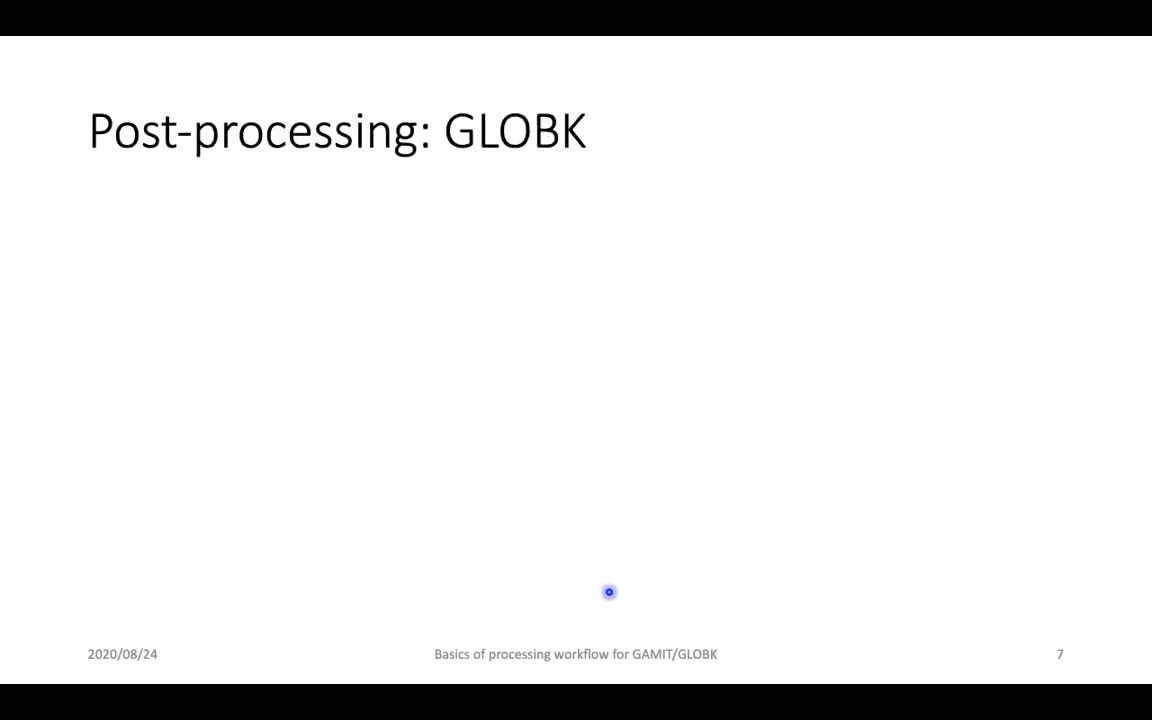 Post-processing: GLOBK
2020/08/24
Basics of processing workflow for GAMIT/GLOBK
7